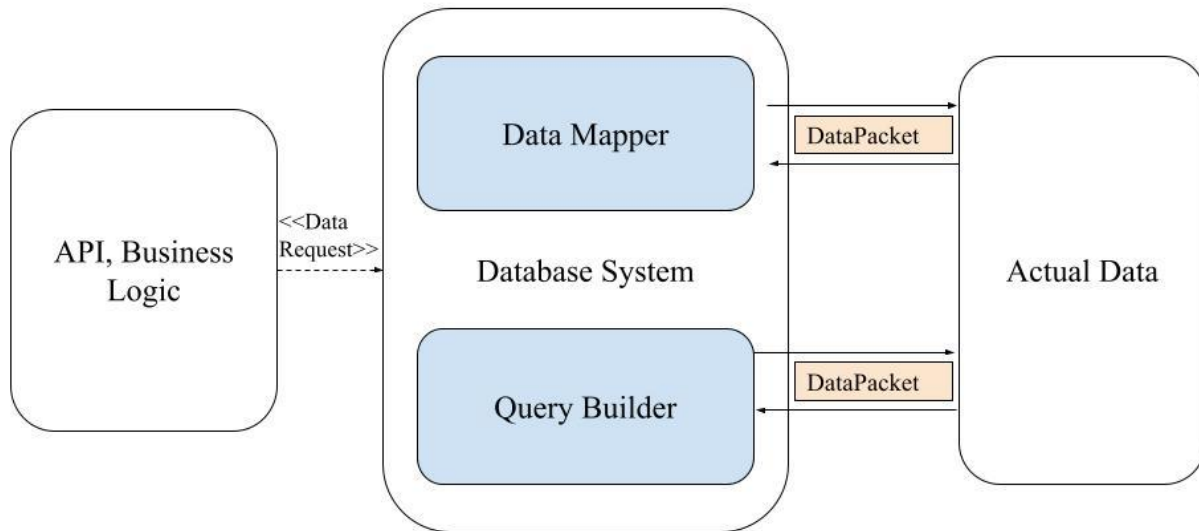 API, Business
Logic
<<Data
Request>>
Data Mapper
Database System
Query Builder
DataPacket
DataPacket
Actual Data